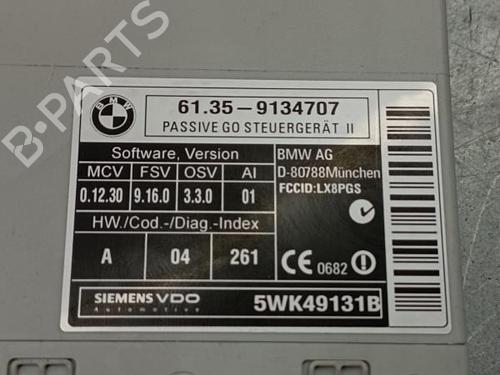 B-PARTS
BMW
61.35-9134707
PASSIVE GO STEUERGERÄT II
Software, Version
MCV FSV OSV AI
0.12.30 9.16.0 3.3.0 01
HW./Cod.-/Diag.-Index
A 04 261
BMW AG
D-80788München
FCCID:LX8PGS
CE 0682
SIEMENS VDO
Automotive
5WK49131B